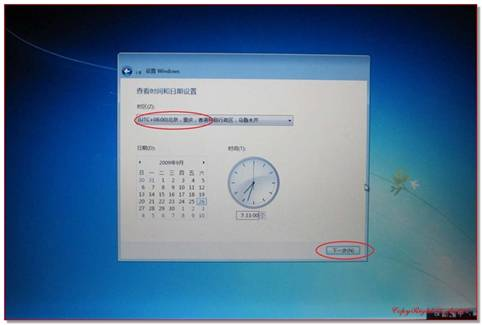 设置 Windows
查看时间和日期设置
时区(Z):
(UTC+08:00)北京，重庆，香港特别行政区，乌鲁木齐
日期(D):
时间(T):
2009年9月
日 一 二 三 四 五 六
30 31 1 2 3 4 5
6 7 8 9 10 11 12
13 14 15 16 17 18 19
20 21 22 23 24 25 26
27 28 29 30 1 2 3
4 5 6 7 8 9 10
7:33:00
下一步(N)